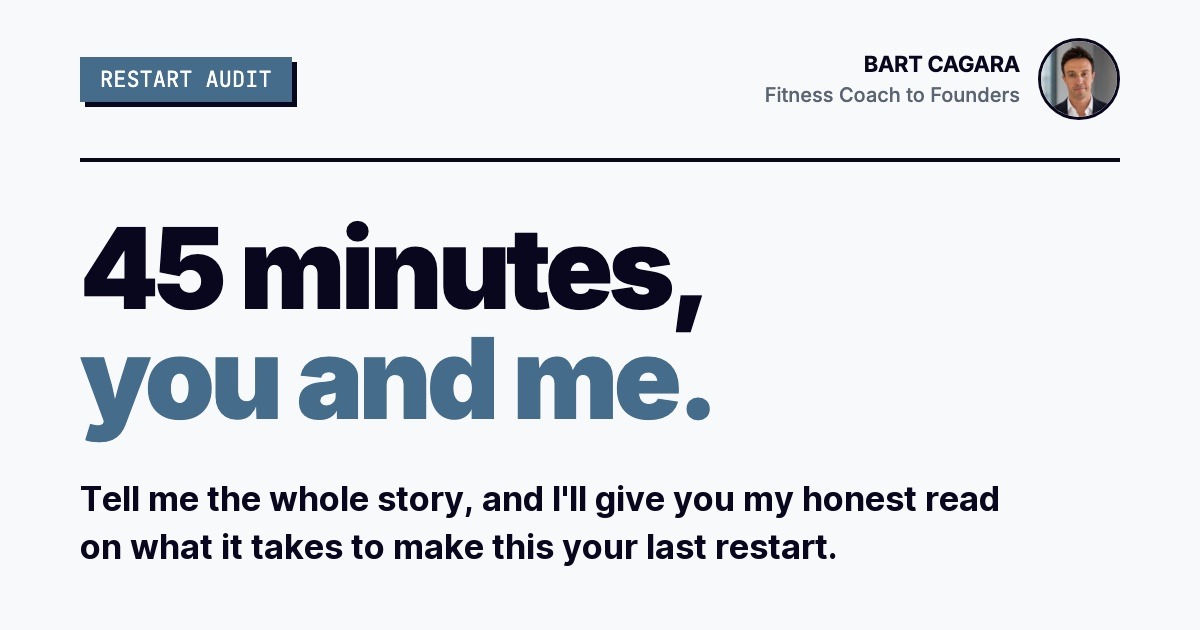 RESTART AUDIT
BART CAGARA
Fitness Coach to Founders
45 minutes,
you and me.
Tell me the whole story, and I'll give you my honest read
on what it takes to make this your last restart.